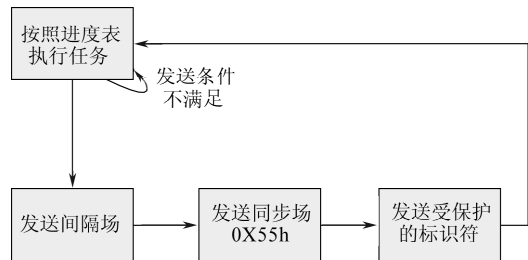 按照进度表
执行任务
发送条件
不满足
发送间隔场
发送同步场
0X55h
发送受保护
的标识符